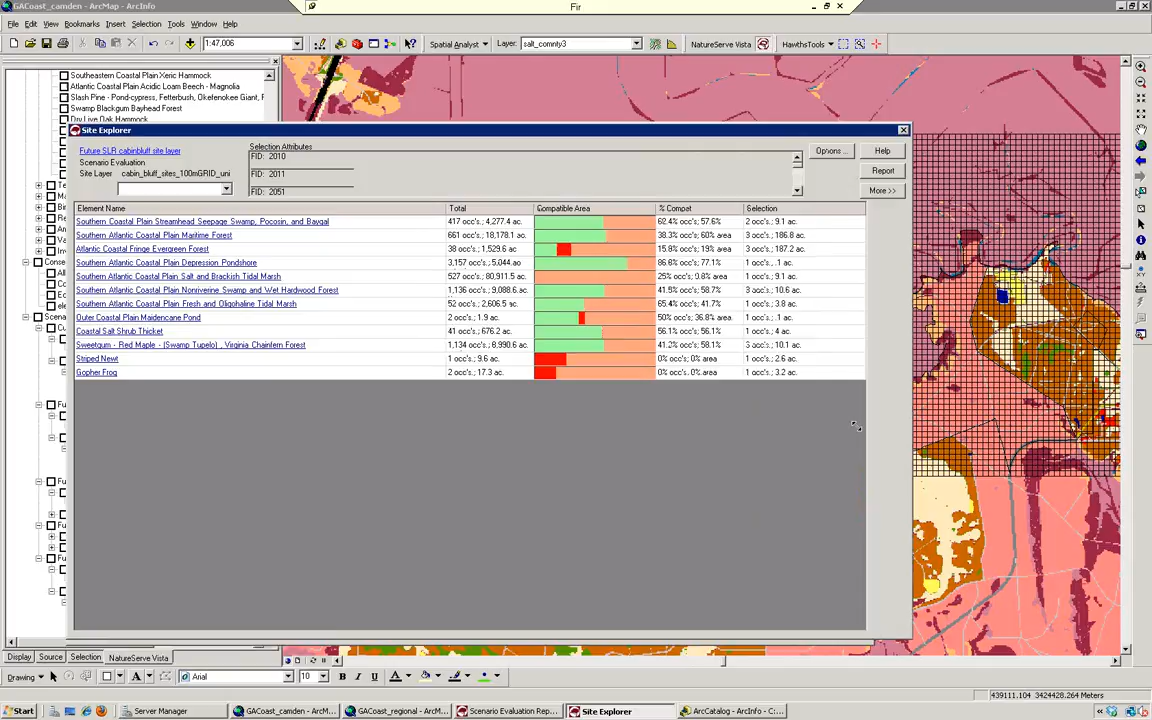 GACoast_camden - ArcMap - ArcInfo
Fir
File Edit View Bookmarks Insert Selection Tools Window Help
1:47,006
Spatial Analyst
Layer: salt_comnty3
NatureServe Vista
HawthsTools
Southeastern Coastal Plain Xeric Hammock
Atlantic Coastal Plain Acidic Loam Beech - Magnolia
Slash Pine - Pond-cypress, Fetterbush, Okefenokee Giant, F
Swamp Blackgum Bayhead Forest
Dry Live Oak Hammock
Site Explorer
Future SLR cabinbluff site layer
Scenario Evaluation
Site Layer cabin_bluff_sites_100mGRID_uni
Selection Attributes
FID: 2010
FID: 2011
FID: 2051
Options ...
Help
Report
More >>
Element Name Total Compatible Area % Compat Selection
Southern Coastal Plain Streamhead Seepage Swamp, Pocosin, and Baygal 417 occ's.; 4,277.4 ac. 62.4% occ's; 57.6% 2 occ's; 9.1 ac.
Southern Atlantic Coastal Plain Maritime Forest 661 occ's.; 18,178.1 ac. 38.3% occ's; 60% area 3 occ's; 186.8 ac.
Atlantic Coastal Fringe Evergreen Forest 38 occ's.; 1,529.6 ac. 15.8% occ's; 19% area 3 occ's; 187.2 ac.
Southern Atlantic Coastal Plain Depression Pondshore 3,157 occ's.; 5,044 ac. 86.6% occ's; 77.1% 1 occ's; .1 ac.
Southern Atlantic Coastal Plain Salt and Brackish Tidal Marsh 527 occ's.; 80,911.5 ac. 25% occ's; 0.8% area 1 occ's; 9.1 ac.
Southern Atlantic Coastal Plain Nonriverine Swamp and Wet Hardwood Forest 1,136 occ's.; 9,088.6 ac. 41.5% occ's; 58.7% 3 occ's; 10.6 ac.
Southern Atlantic Coastal Plain Fresh and Oligohaline Tidal Marsh 52 occ's.; 2,606.5 ac. 65.4% occ's; 41.7% 1 occ's; 3.8 ac.
Outer Coastal Plain Maidencane Pond 2 occ's.; 1.9 ac. 50% occ's; 36.8% area 1 occ's; .1 ac.
Coastal Salt Shrub Thicket 41 occ's.; 676.2 ac. 56.1% occ's; 56.1% 1 occ's; 4 ac.
Sweetgum - Red Maple - (Swamp Tupelo) , Virginia Chainfern Forest 1,134 occ's.; 8,990.6 ac. 41.2% occ's; 58.1% 3 occ's; 10.1 ac.
Striped Newt 1 occ's.; 9.6 ac. 0% occ's; 0% area 1 occ's; 2.6 ac.
Gopher Frog 2 occ's.; 17.3 ac. 0% occ's. 0% area 1 occ's; 3.2 ac.
Display Source Selection NatureServe Vista
Drawing Arial 10 B I U A
439111.104 3424428.264 Meters
Start Server Manager GACoast_camden - ArcM... GACoast_regional - ArcM... Scenario Evaluation Rep... Site Explorer ArcCatalog - ArcInfo - C:...